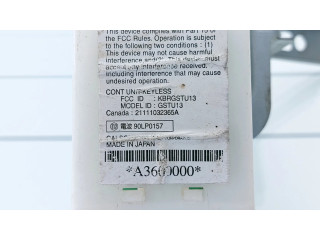 This device complies with Part 15 of
the FCC Rules. Operation is subject
to the following two conditions : (1)
This device may not cause harmful
interference and(2) This device must
accept any interference including
interference that may cause
undesired operation.
CONT UNIT-KEYLESS
FCC ID : KBRGSTU13
MODEL ID : GSTU13
Canada : 21111032365A
電波 90LP0157
MADE IN JAPAN
*A3600000*